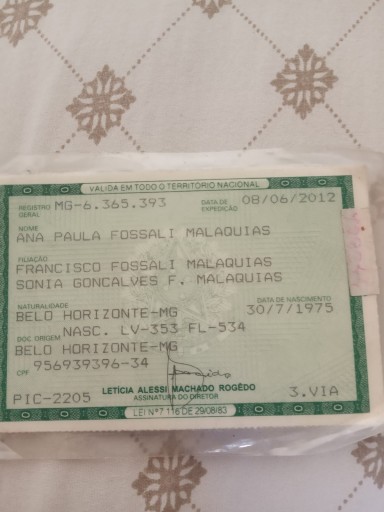 VALIDA EM TODO O TERRITÓRIO NACIONAL
REGISTRO GERAL MG-6.365.393 DATA DE EXPEDIÇÃO 08/06/2012
NOME
ANA PAULA FOSSALI MALAQUIAS
FILIAÇÃO
FRANCISCO FOSSALI MALAQUIAS
SONIA GONCALVES F. MALAQUIAS
NATURALIDADE DATA DE NASCIMENTO
BELO HORIZONTE-MG 30/7/1975
DOC. ORIGEM NASC. LV-353 FL-534
BELO HORIZONTE-MG
CPF 956939396-34
LETÍCIA ALESSI MACHADO ROGÊDO
PIC-2205 ASSINATURA DO DIRETOR 3.VIA
LEI Nº 7.116 DE 29/08/83